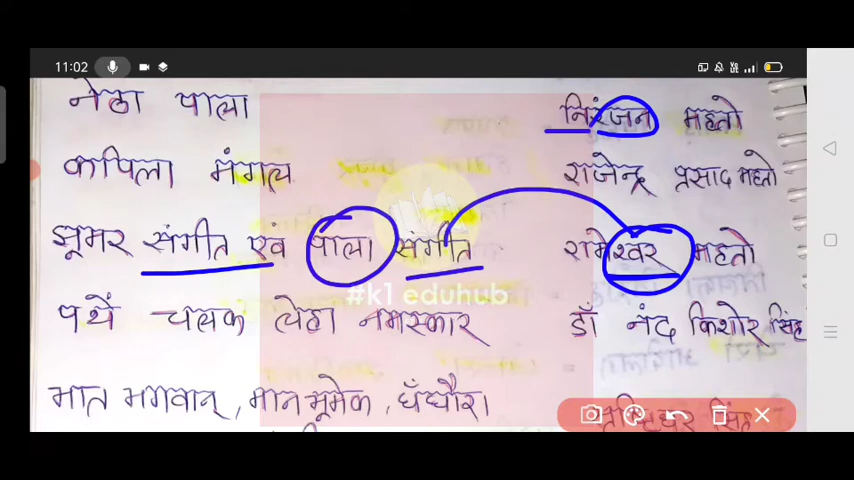 11:02
नेठा पाला निरंजन महतो
कपिला मंगल राजेन्द्र प्रसाद महतो
झूमर संगीत एवं पाला संगीत रामेश्वर महतो
#k1 eduhub
पथें चलक लेठा नमस्कार डाँ नंद किशोर सिंह
भात भगवान, मान भूमेक, धँधौरा
सिंह